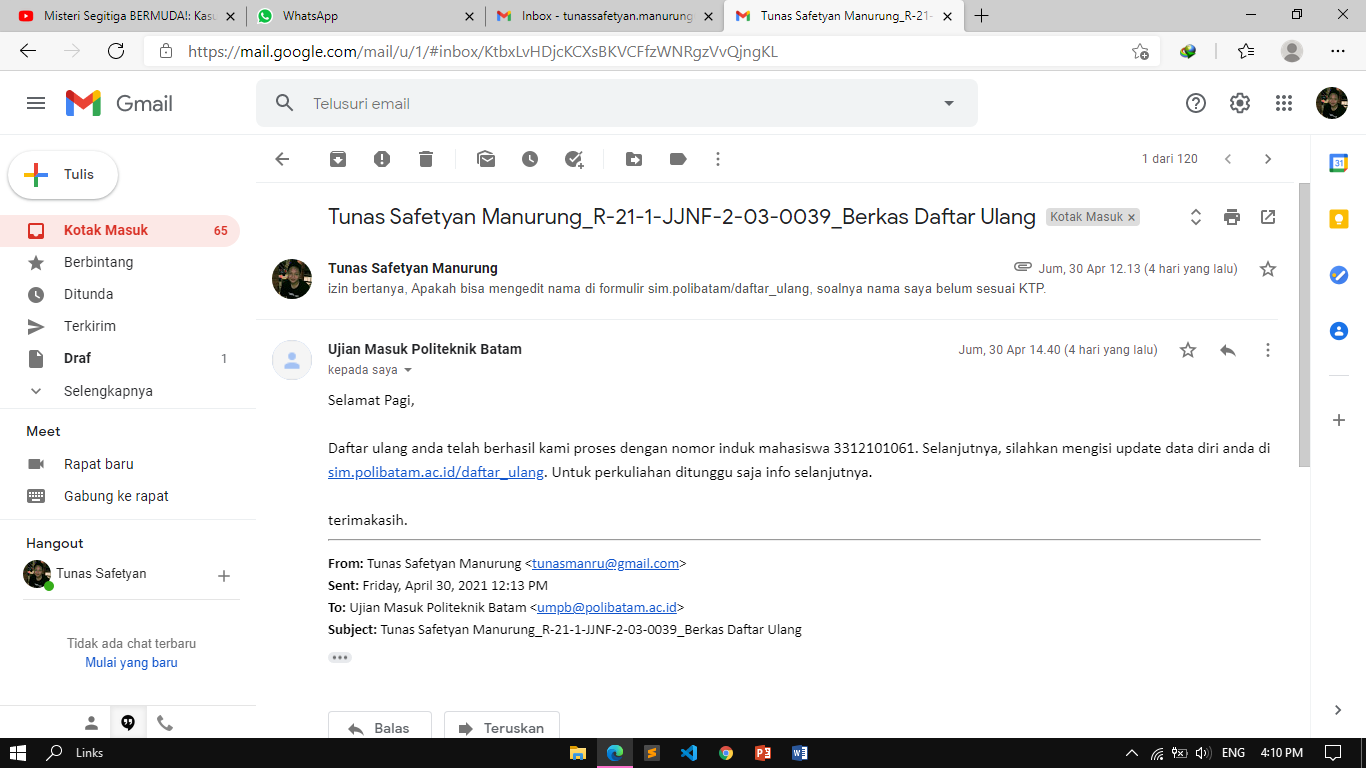 Misteri Segitiga BERMUDA!: Kasu
WhatsApp
Inbox - tunassafetyan.manurung
Tunas Safetyan Manurung_R-21-
https://mail.google.com/mail/u/1/#inbox/KtbxLvHDjcKCXsBKVCFfzWNRgzVvQjngKL
Gmail
Telusuri email
Tulis
1 dari 120
31
Kotak Masuk 65
Berbintang
Ditunda
Terkirim
Draf 1
Selengkapnya
Meet
Rapat baru
Gabung ke rapat
Hangout
Tunas Safetyan
Tidak ada chat terbaru
Mulai yang baru
Tunas Safetyan Manurung_R-21-1-JJNF-2-03-0039_Berkas Daftar Ulang Kotak Masuk ×
Tunas Safetyan Manurung Jum, 30 Apr 12.13 (4 hari yang lalu)
izin bertanya, Apakah bisa mengedit nama di formulir sim.polibatam/daftar_ulang, soalnya nama saya belum sesuai KTP.
Ujian Masuk Politeknik Batam Jum, 30 Apr 14.40 (4 hari yang lalu)
kepada saya
Selamat Pagi,
Daftar ulang anda telah berhasil kami proses dengan nomor induk mahasiswa 3312101061. Selanjutnya, silahkan mengisi update data diri anda di
sim.polibatam.ac.id/daftar_ulang. Untuk perkuliahan ditunggu saja info selanjutnya.
terimakasih.
From: Tunas Safetyan Manurung <tunasmanru@gmail.com>
Sent: Friday, April 30, 2021 12:13 PM
To: Ujian Masuk Politeknik Batam <umpb@polibatam.ac.id>
Subject: Tunas Safetyan Manurung_R-21-1-JJNF-2-03-0039_Berkas Daftar Ulang
Balas
Teruskan
Links
ENG 4:10 PM